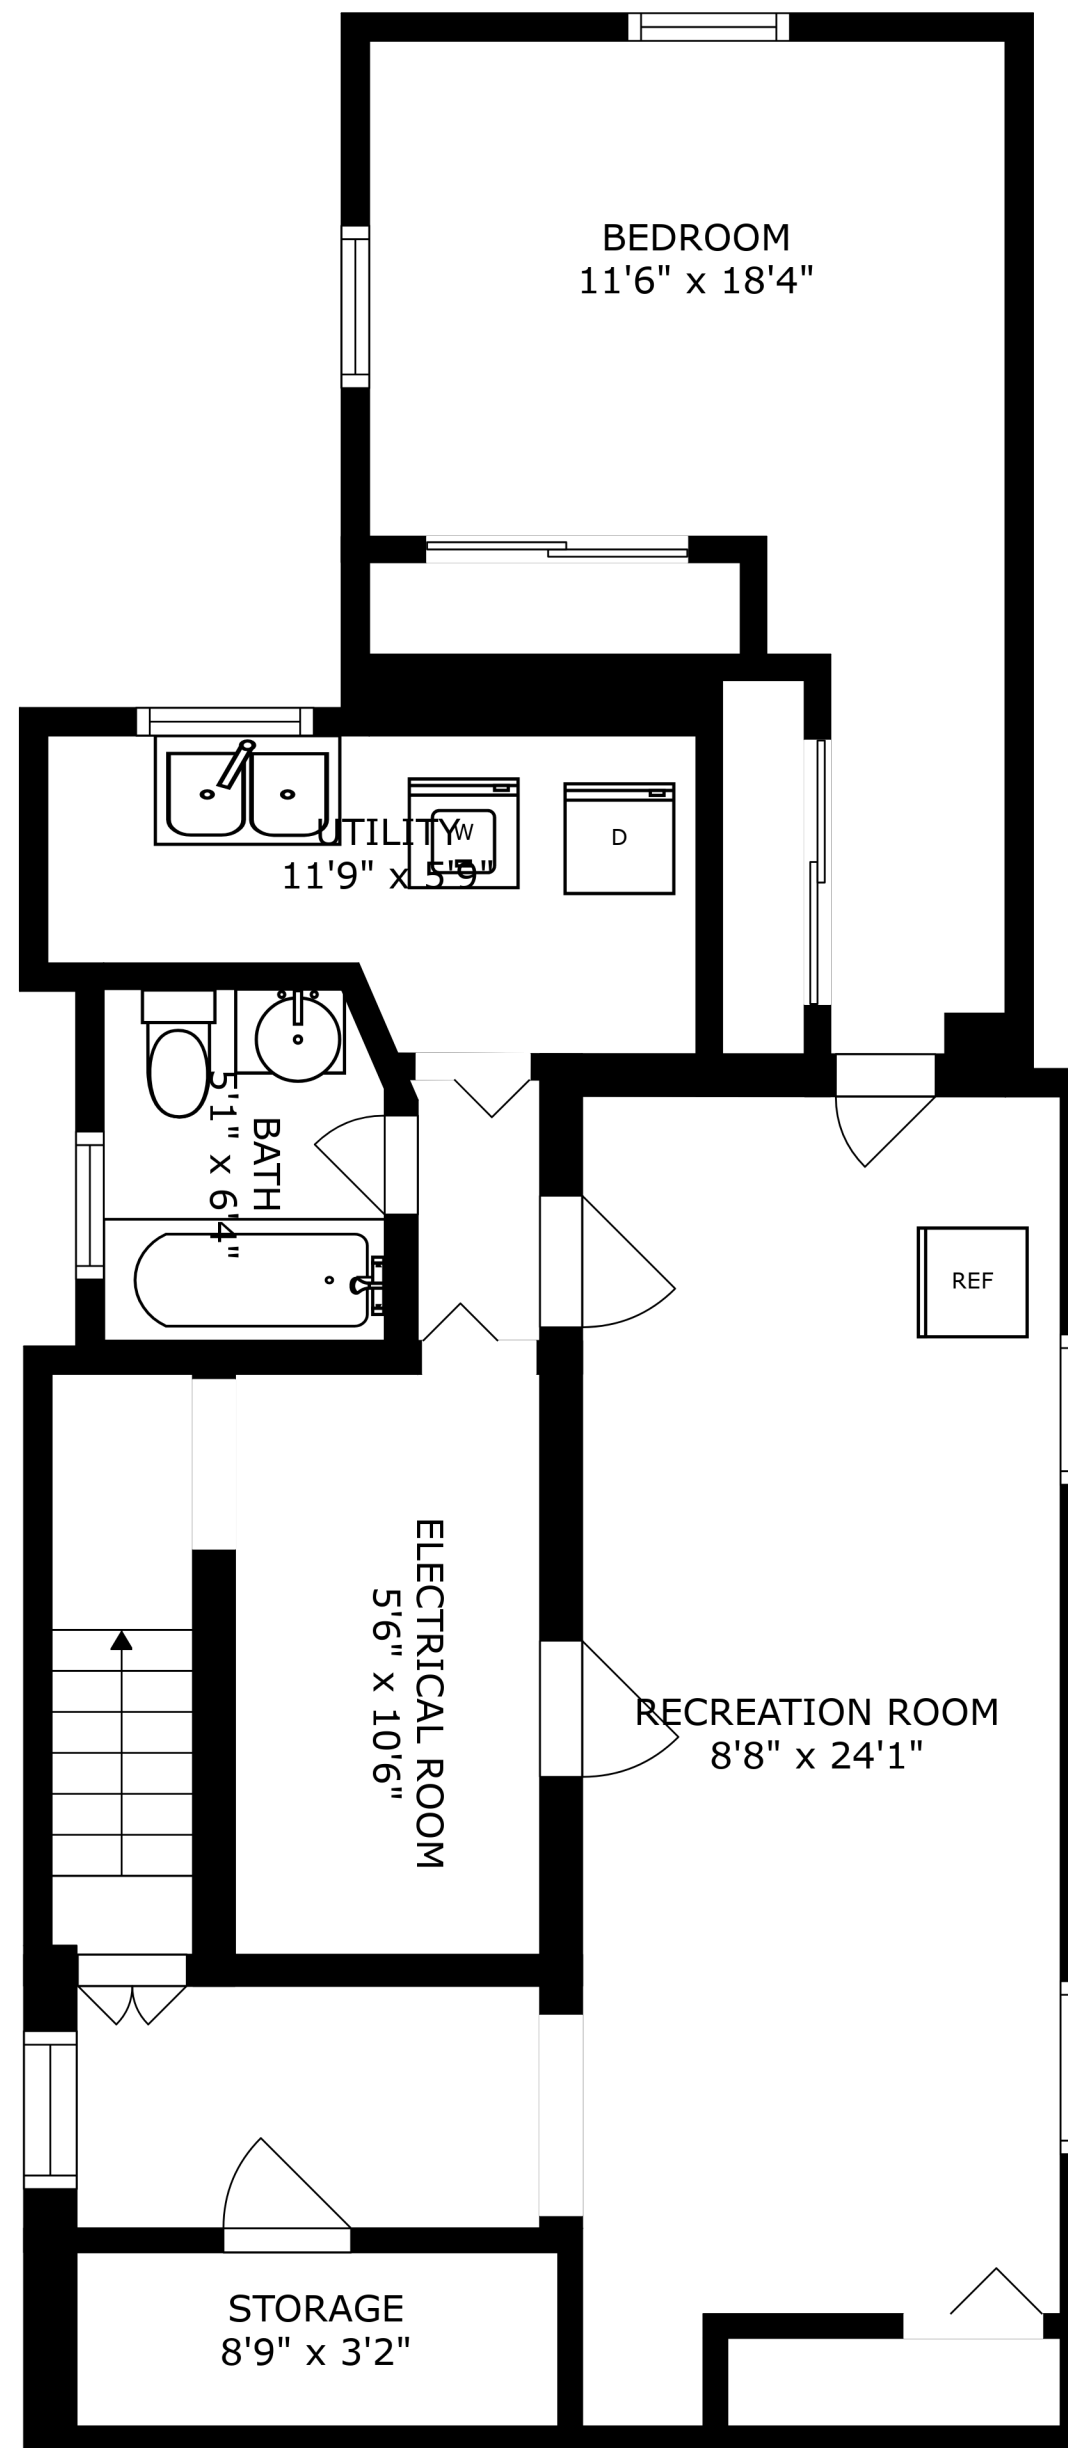 BEDROOM
11'6" x 18'4"
UTILITY
11'9" x 5'9"
W
D
BATH
5'1" x 6'4"
REF
ELECTRICAL ROOM
5'6" x 10'6"
RECREATION ROOM
8'8" x 24'1"
STORAGE
8'9" x 3'2"